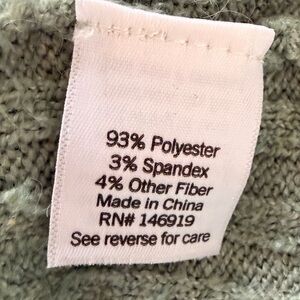 93% Polyester
3% Spandex
4% Other Fiber
Made in China
RN# 146919
See reverse for care